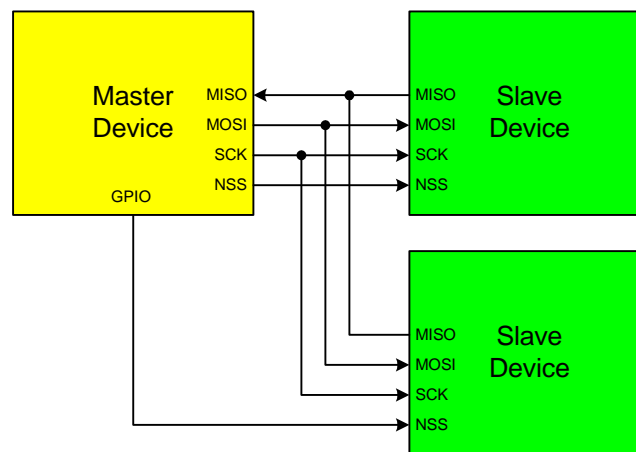 Master
Device
MISO
MOSI
SCK
NSS
GPIO
MISO
MOSI
SCK
NSS
Slave
Device
MISO
MOSI
SCK
NSS
Slave
Device